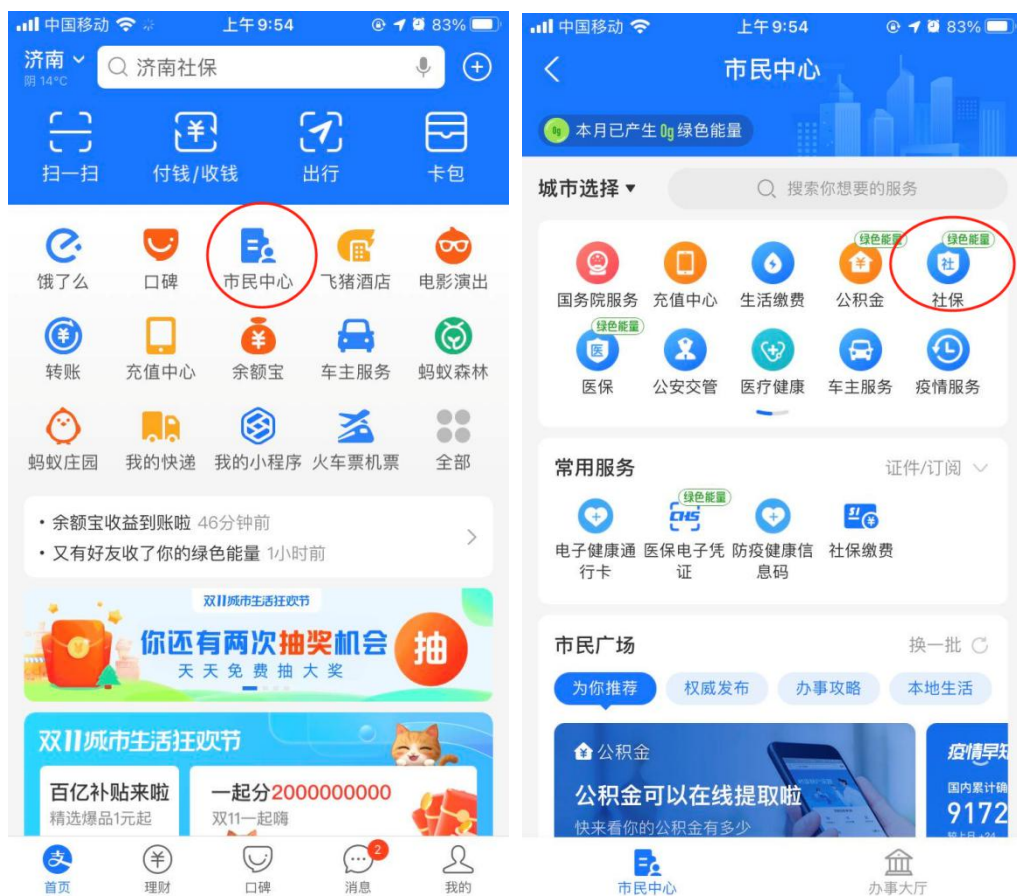 中国移动
上午9:54
83%
济南
济南社保
阴 14°C
扫一扫
付钱/收钱
出行
卡包
饿了么
口碑
市民中心
飞猪酒店
电影演出
转账
充值中心
余额宝
车主服务
蚂蚁森林
蚂蚁庄园
我的快递
我的小程序
火车票机票
全部
• 余额宝收益到账啦 46分钟前
• 又有好友收了你的绿色能量 1小时前
双11城市生活狂欢节
你还有两次抽奖机会
抽
天天免费抽大奖
双11城市生活狂欢节
百亿补贴来啦
精选爆品1元起
一起分2000000000
双11一起嗨
支
首页
理财
口碑
2
消息
我的
中国移动
上午9:54
83%
市民中心
0g
本月已产生0g绿色能量
城市选择
搜索你想要的服务
绿色能量
绿色能量
社
国务院服务
充值中心
生活缴费
公积金
社保
绿色能量
医
医保
公安交管
医疗健康
车主服务
疫情服务
常用服务
证件/订阅
绿色能量
CHS
电子健康通行卡
医保电子凭证
防疫健康信息码
社保缴费
市民广场
换一批
为你推荐
权威发布
办事攻略
本地生活
公积金
公积金可以在线提取啦
快来看你的公积金有多少
疫情早知
国内累计确
9172
市民中心
办事大厅